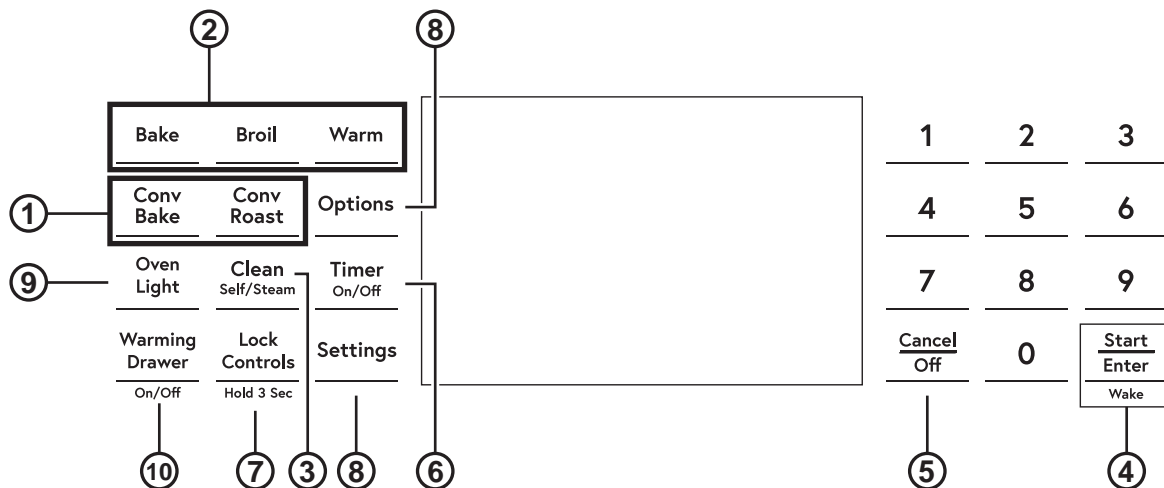 2
8
Bake Broil Warm
1 2 3
1
Conv Bake
Conv Roast
Options
4 5 6
9
Oven Light
Clean
Self/Steam
Timer
On/Off
7 8 9
Warming Drawer
On/Off
Lock Controls
Hold 3 Sec
Settings
Cancel
Off
0
Start
Enter
Wake
10 7 3 8 6 5 4